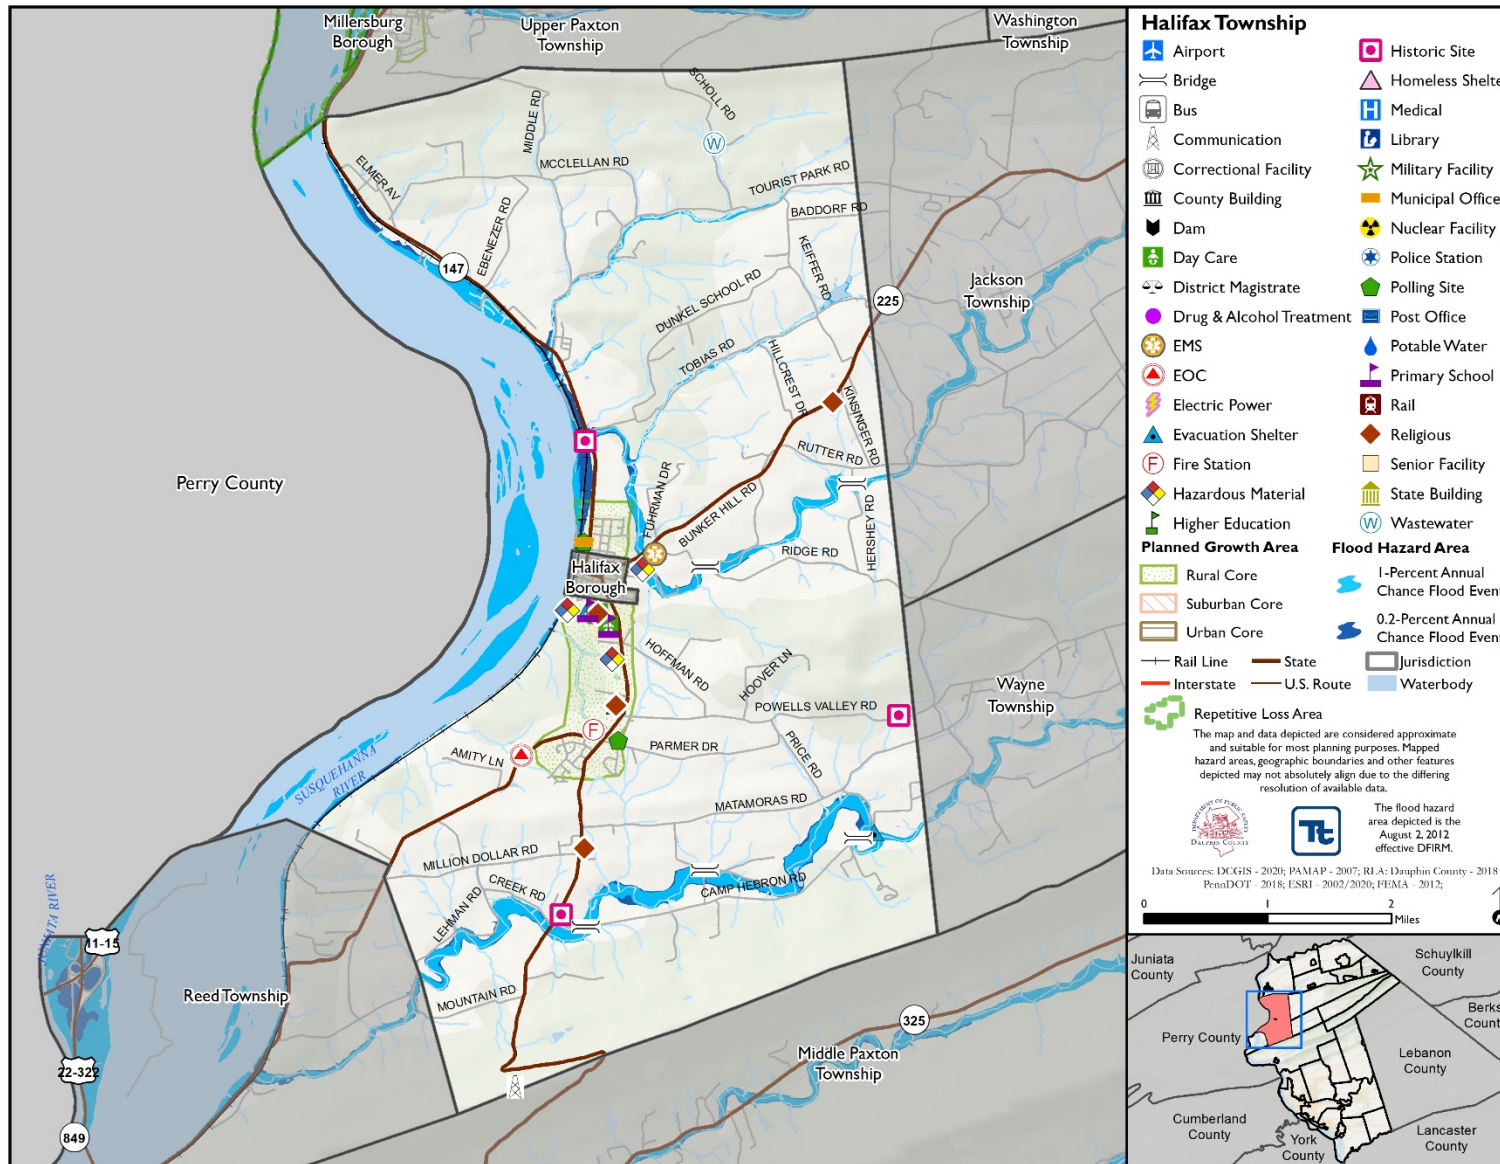 Millersburg
Borough
Upper Paxton
Township
Washington
Township
SCHOLL RD
MIDDLE RD
MCCLELLAN RD
ELMER AV
TOURIST PARK RD
BADDORF RD
EBENEZER RD
KEIFFER RD
147
225
Jackson
Township
DUNKEL SCHOOL RD
TOBIAS RD
HILLCREST DR
KINSINGER RD
RUTTER RD
Perry County
FUHRMAN DR
BUNKER HILL RD
HERSHEY RD
RIDGE RD
Halifax
Borough
HOFFMAN RD
HOOVER LN
POWELLS VALLEY RD
Wayne
Township
PARMER DR
PRICE RD
AMITY LN
SUSQUEHANNA
RIVER
MATAMORAS RD
MILLION DOLLAR RD
CREEK RD
LEHMAN RD
CAMP HEBRON RD
JUNIATA RIVER
11-15
Reed Township
MOUNTAIN RD
325
Middle Paxton
Township
22-322
849
W
F
Halifax Township
Airport
Bridge
Bus
Communication
Correctional Facility
County Building
Dam
Day Care
District Magistrate
Drug & Alcohol Treatment
EMS
EOC
Electric Power
Evacuation Shelter
F Fire Station
Hazardous Material
Higher Education
Historic Site
Homeless Shelte
H Medical
Library
Military Facility
Municipal Office
Nuclear Facility
Police Station
Polling Site
Post Office
Potable Water
Primary School
Rail
Religious
Senior Facility
State Building
W Wastewater
Planned Growth Area
Rural Core
Suburban Core
Urban Core
Flood Hazard Area
1-Percent Annual
Chance Flood Even
0.2-Percent Annual
Chance Flood Even
Rail Line
State
Jurisdiction
Interstate
U.S. Route
Waterbody
Repetitive Loss Area
The map and data depicted are considered approximate
and suitable for most planning purposes. Mapped
hazard areas, geographic boundaries and other features
depicted may not absolutely align due to the differing
resolution of available data.
DEPARTMENT OF PUBLIC SAFETY
DAUPHIN COUNTY
Tt
The flood hazard
area depicted is the
August 2, 2012
effective DFIRM.
Data Sources: DCGIS - 2020; PAMAP - 2007; RLA: Dauphin County - 2018
PennDOT - 2018; ESRI - 2002/2020; FEMA - 2012;
0 1 2
Miles
Juniata
County
Schuylkill
County
Berks
Count
Perry County
Lebanon
County
Cumberland
County
York
County
Lancaster
County